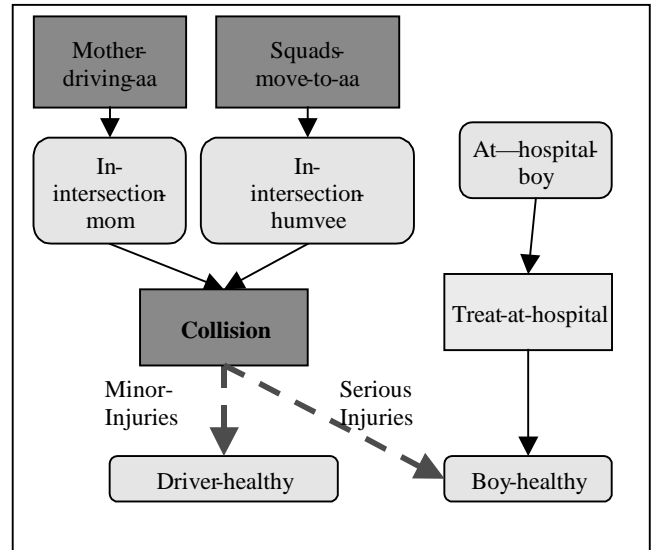 Mother-
driving-aa
Squads-
move-to-aa
In-
intersection-
mom
In-
intersection-
humvee
At—hospital-
boy
Collision
Treat-at-hospital
Minor-
Injuries
Serious
Injuries
Driver-healthy
Boy-healthy